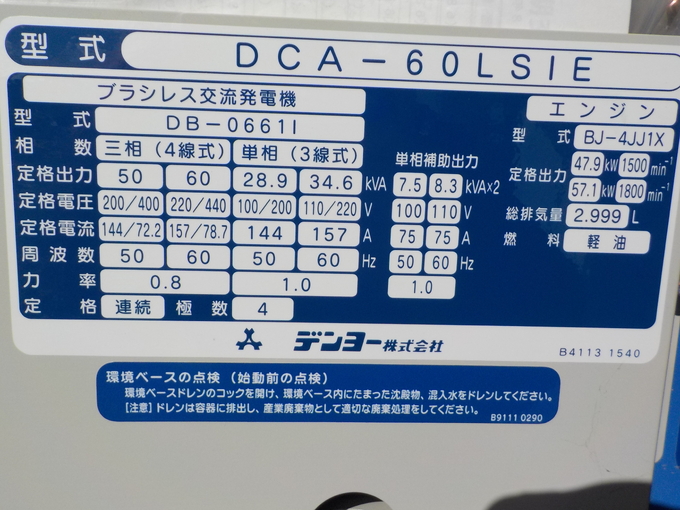 型式 DCA-60LSIE
ブラシレス交流発電機
エンジン
型式 DB-0661I
型式 BJ-4JJ1X
相数 三相(4線式) 単相(3線式) 単相補助出力
定格出力 50 60 28.9 34.6 kVA 7.5 8.3 kVA×2
定格出力 47.9 kW 1500 min⁻¹
57.1 kW 1800 min⁻¹
定格電圧 200/400 220/440 100/200 110/220 V 100 110 V
総排気量 2.999 L
定格電流 144/72.2 157/78.7 144 157 A 75 75 A
燃料 軽油
周波数 50 60 50 60 Hz 50 60 Hz
力率 0.8 1.0 1.0
定格 連続 極数 4
デンヨー株式会社
B4113 1540
環境ベースの点検(始動前の点検)
環境ベースドレンのコックを開け、環境ベース内にたまった沈殿物、混入水をドレンしてください。
[注意]ドレンは容器に排出し、産業廃棄物として適切な廃棄処理をしてください。
B9111 0290